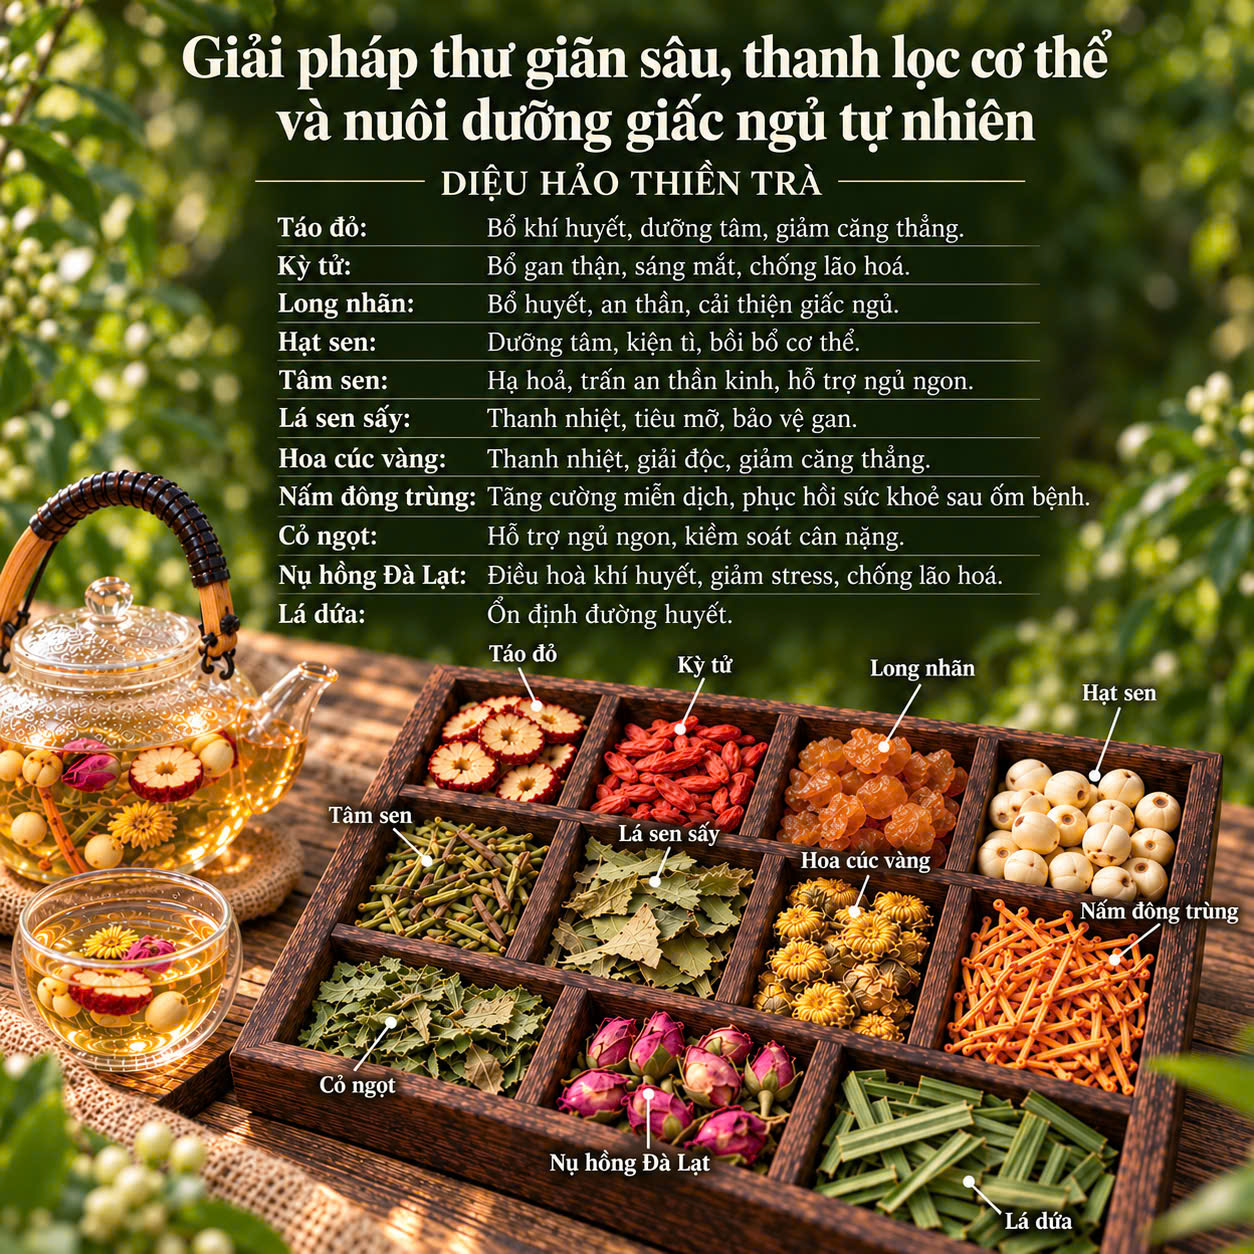 Giải pháp thư giãn sâu, thanh lọc cơ thể
và nuôi dưỡng giấc ngủ tự nhiên
DIỆU HẢO THIỀN TRÀ
Táo đỏ: Bổ khí huyết, dưỡng tâm, giảm căng thẳng.
Kỳ tử: Bổ gan thận, sáng mắt, chống lão hoá.
Long nhãn: Bổ huyết, an thần, cải thiện giấc ngủ.
Hạt sen: Dưỡng tâm, kiện tì, bồi bổ cơ thể.
Tâm sen: Hạ hoả, trấn an thần kinh, hỗ trợ ngủ ngon.
Lá sen sấy: Thanh nhiệt, tiêu mỡ, bảo vệ gan.
Hoa cúc vàng: Thanh nhiệt, giải độc, giảm căng thẳng.
Nấm đông trùng: Tăng cường miễn dịch, phục hồi sức khoẻ sau ốm bệnh.
Cỏ ngọt: Hỗ trợ ngủ ngon, kiềm soát cân nặng.
Nụ hồng Đà Lạt: Điều hoà khí huyết, giảm stress, chống lão hoá.
Lá dứa: Ổn định đường huyết.
Táo đỏ
Kỳ tử
Long nhãn
Hạt sen
Tâm sen
Lá sen sấy
Hoa cúc vàng
Nấm đông trùng
Cỏ ngọt
Nụ hồng Đà Lạt
Lá dứa